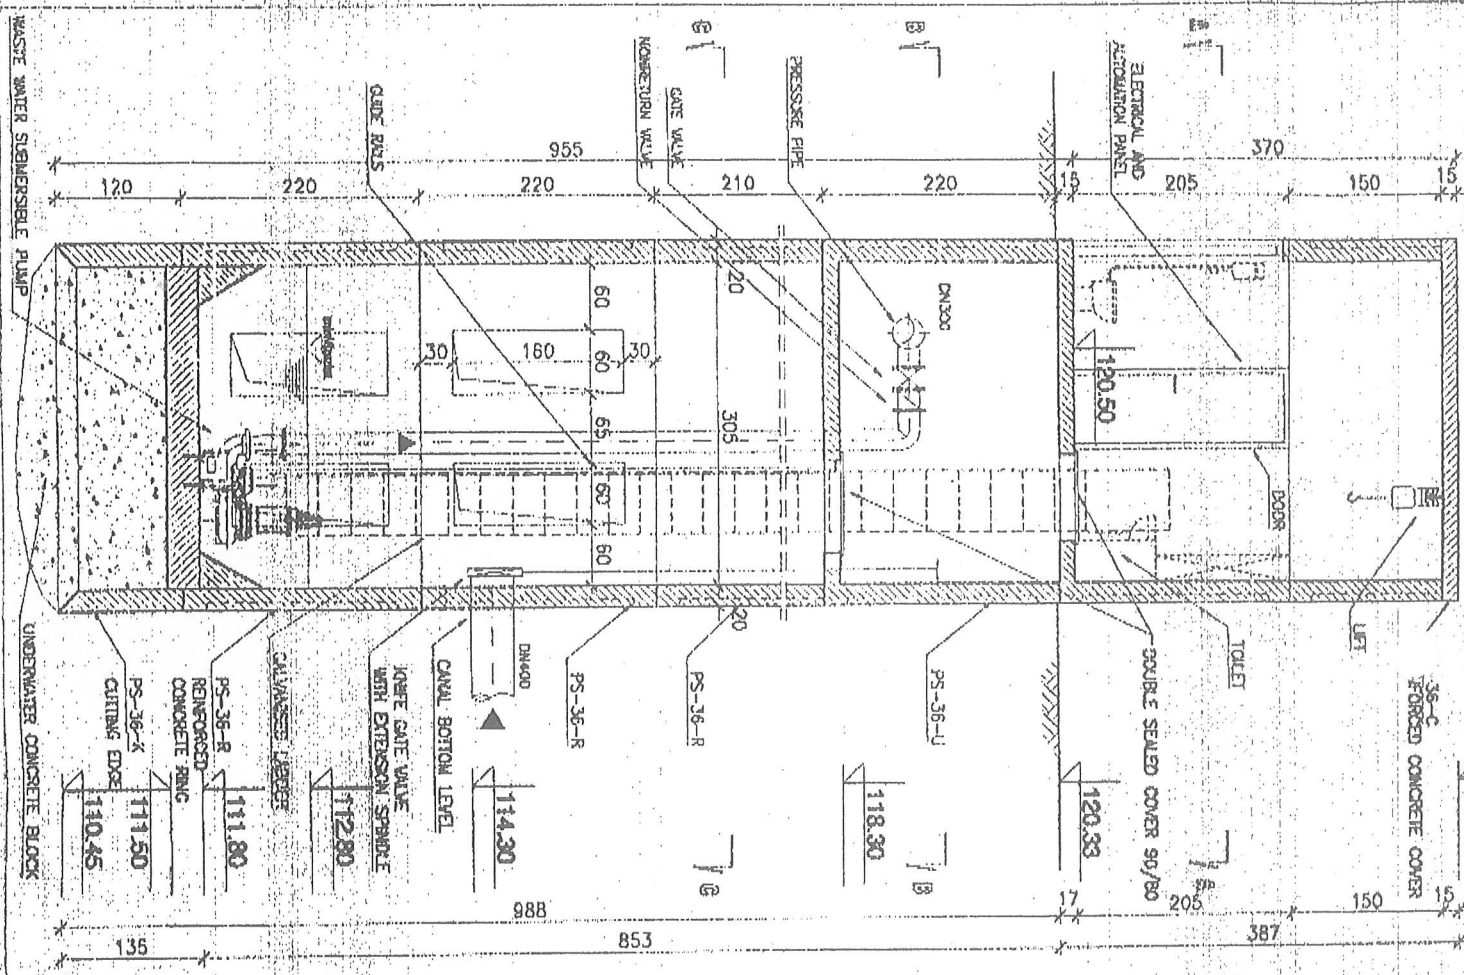 370
955
15
150
205
15
220
210
220
220
120
ELECTRICAL AND
AUTOMATION PANEL
B
PRESSURE PIPE
G
GATE VALVE
NONRETURN VALVE
GUIDE RAILS
WASTE WATER SUBMERSIBLE PUMP
DN300
120.50
DOOR
LIFT
20
60
60
65
60
60
305
20
30
160
30
TOILET
DOUBLE SEALED COVER 90/80
36-C
FORCED CONCRETE COVER
PS-36-U
PS-36-R
PS-36-R
DN400
CANAL BOTTOM LEVEL
KNIFE GATE VALVE
WITH EXTENSION SPINDLE
GALVANISED LADDER
PS-36-R
REINFORCED
CONCRETE RING
PS-36-K
CUTTING EDGE
UNDERWATER CONCRETE BLOCK
120.33
118.30
114.30
112.80
111.80
111.50
110.45
B
G
15
150
205
17
988
387
853
135